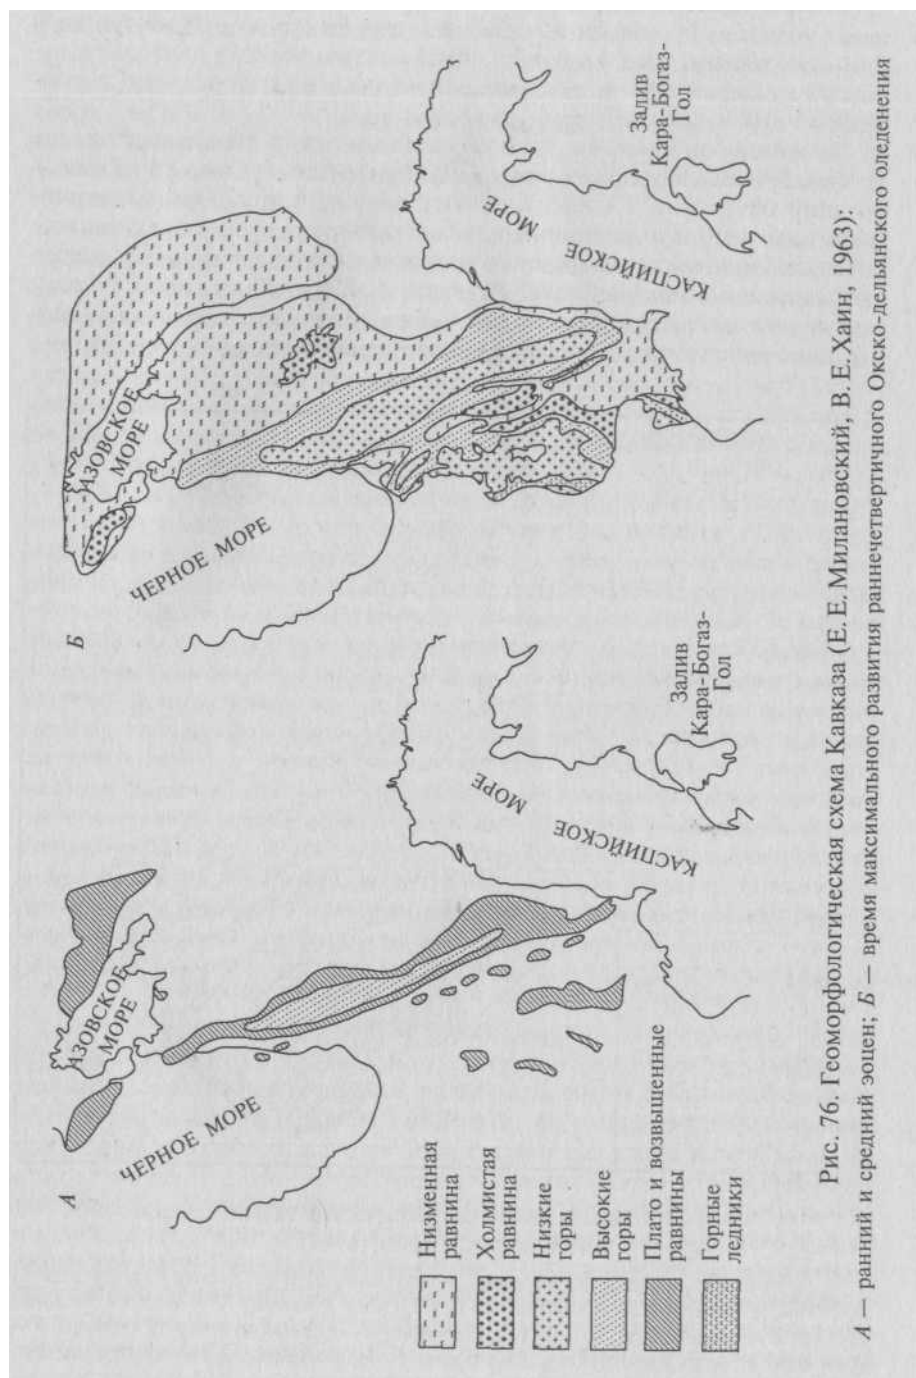 А
АЗОВСКОЕ
МОРЕ
ЧЕРНОЕ МОРЕ
КАСПИЙСКОЕ
МОРЕ
Залив
Кара-Богаз-
Гол
Б
АЗОВСКОЕ
МОРЕ
ЧЕРНОЕ МОРЕ
КАСПИЙСКОЕ
МОРЕ
Залив
Кара-Богаз-
Гол
Низменная
равнина
Холмистая
равнина
Низкие
горы
Высокие
горы
Плато и возвышенные
равнины
Горные
ледники
Рис. 76. Геоморфологическая схема Кавказа (Е. Е. Милановский, В. Е. Хаин, 1963):
А — ранний и средний эоцен; Б — время максимального развития раннечетвертичного Окско-дельянского оледенения